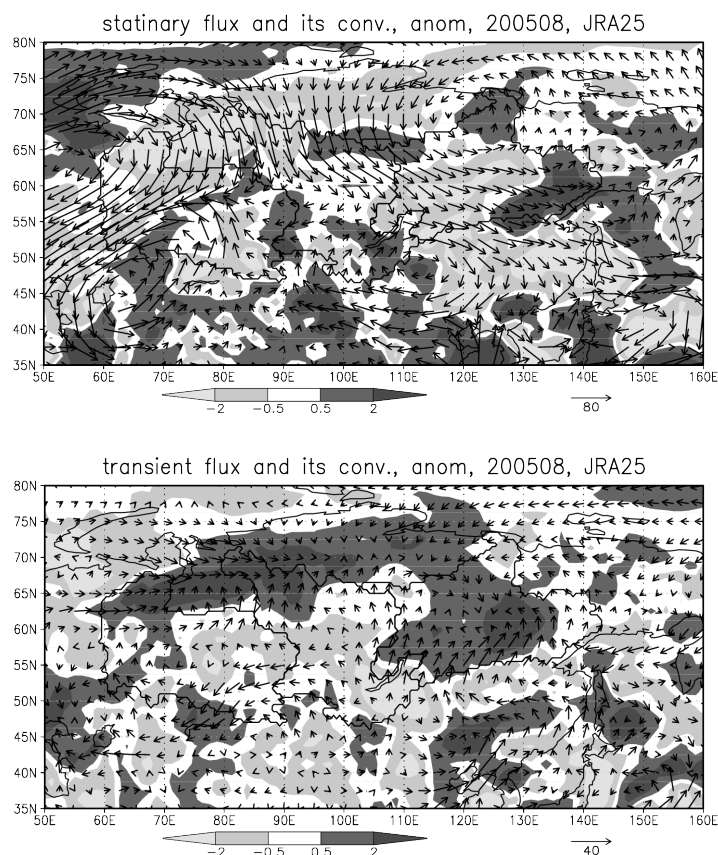 statinary flux and its conv., anom, 200508, JRA25
80N
75N
70N
65N
60N
55N
50N
45N
40N
35N
50E 60E 70E 80E 90E 100E 110E 120E 130E 140E 150E 160E
-2 -0.5 0.5 2
80
transient flux and its conv., anom, 200508, JRA25
80N
75N
70N
65N
60N
55N
50N
45N
40N
35N
50E 60E 70E 80E 90E 100E 110E 120E 130E 140E 150E 160E
-2 -0.5 0.5 2
40